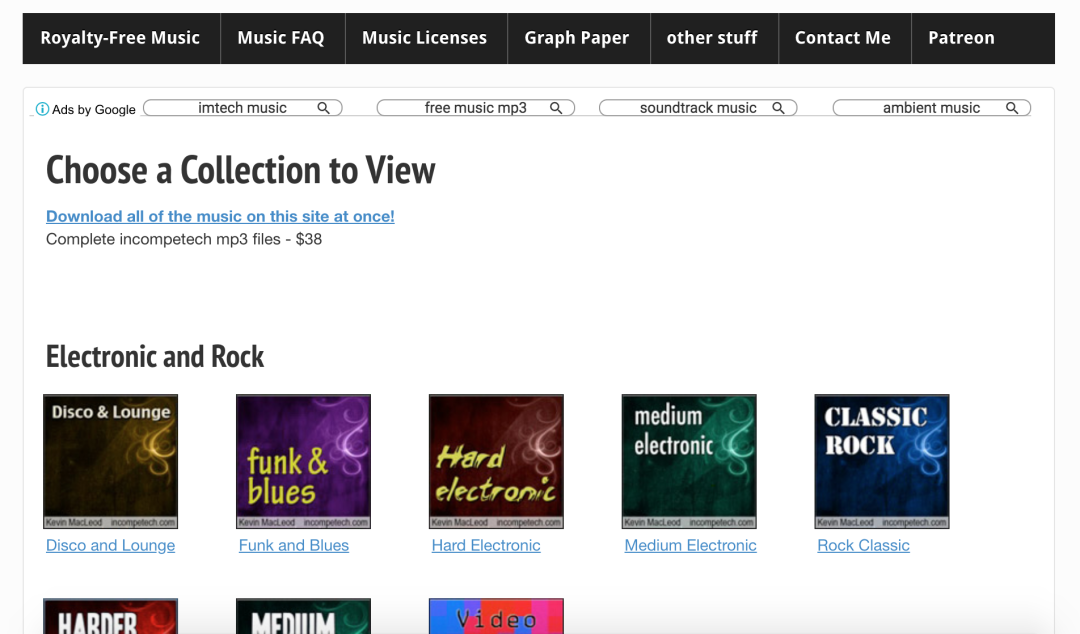 Royalty-Free Music
Music FAQ
Music Licenses
Graph Paper
other stuff
Contact Me
Patreon
Ads by Google
imtech music
free music mp3
soundtrack music
ambient music
Choose a Collection to View
Download all of the music on this site at once!
Complete incompetech mp3 files - $38
Electronic and Rock
Disco & Lounge
Kevin MacLeod incompetech.com
Disco and Lounge
funk &
blues
Kevin MacLeod incompetech.com
Funk and Blues
Hard
electronic
Kevin MacLeod incompetech.com
Hard Electronic
medium
electronic
Kevin MacLeod incompetech.com
Medium Electronic
CLASSIC
ROCK
Kevin MacLeod incompetech.com
Rock Classic
HARDER
MEDIUM
Video